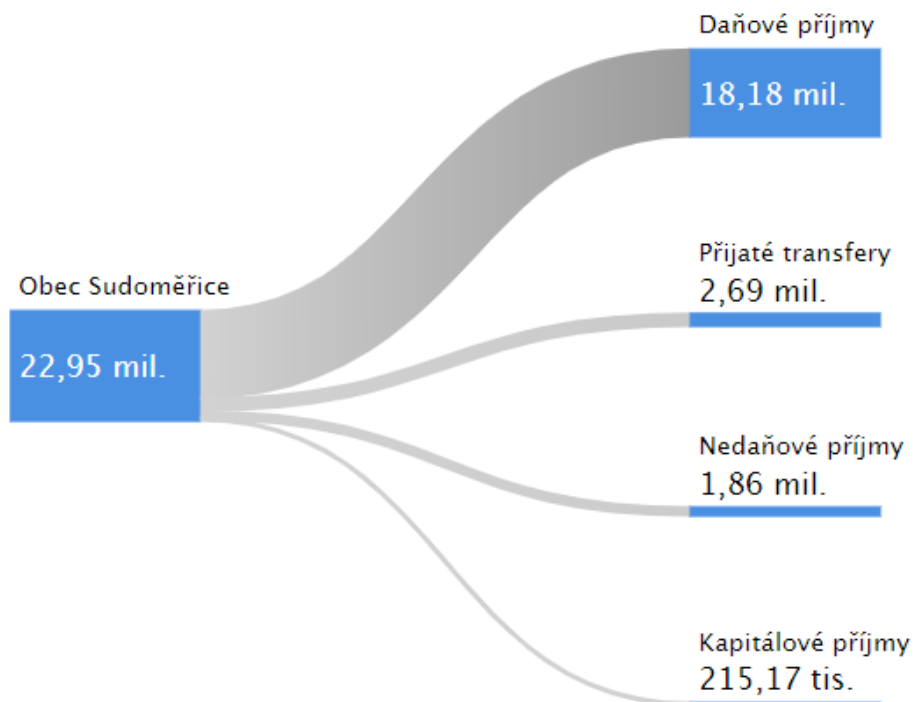 Daňové příjmy
18,18 mil.
Přijaté transfery
2,69 mil.
Obec Sudoměřice
22,95 mil.
Nedaňové příjmy
1,86 mil.
Kapitálové příjmy
215,17 tis.